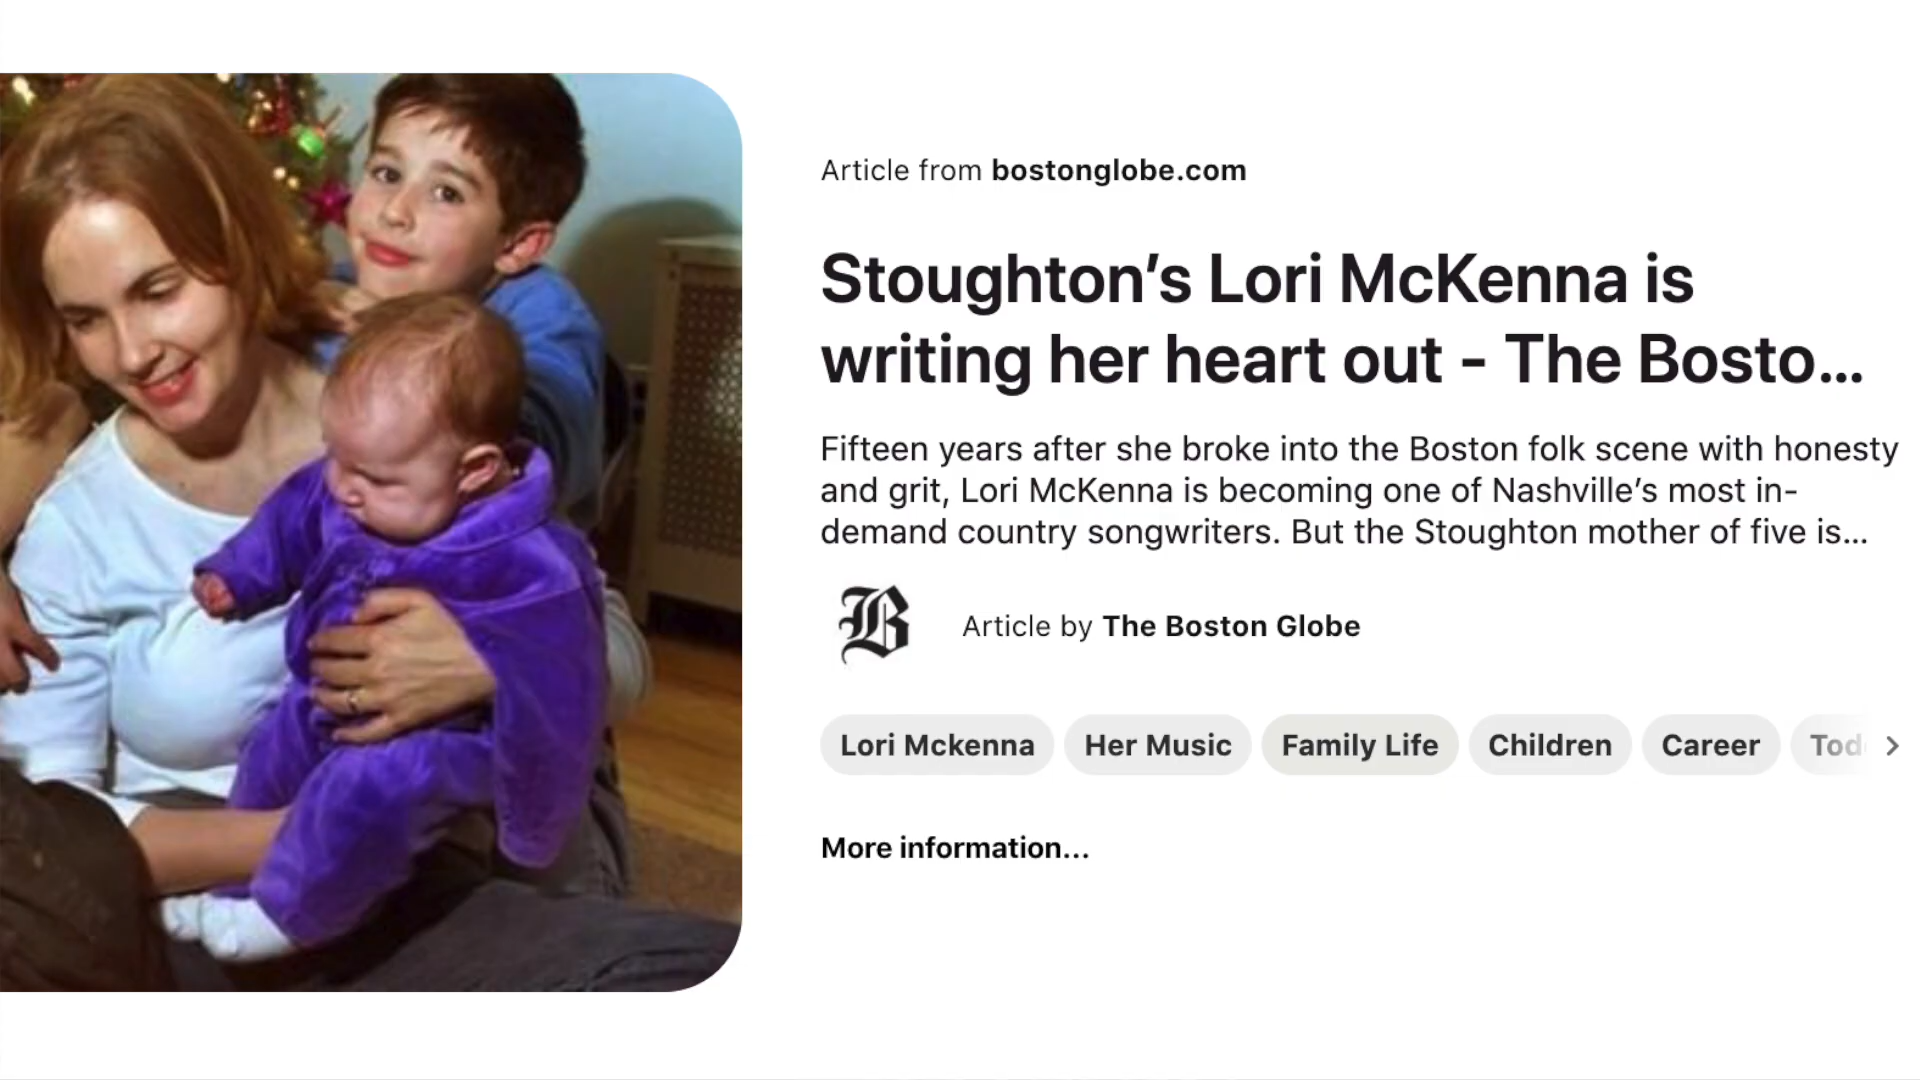 Article from bostonglobe.com
Stoughton’s Lori McKenna is
writing her heart out - The Bosto...
Fifteen years after she broke into the Boston folk scene with honesty
and grit, Lori McKenna is becoming one of Nashville’s most in-
demand country songwriters. But the Stoughton mother of five is...
B
Article by The Boston Globe
Lori Mckenna Her Music Family Life Children Career Tod
More information...